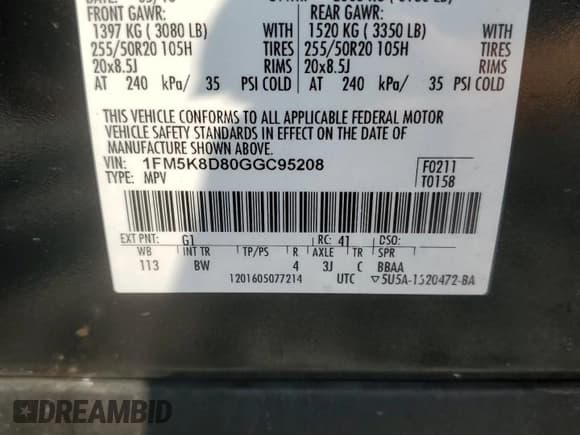 FRONT GAWR: REAR GAWR:
1397 KG ( 3080 LB) WITH 1520 KG ( 3350 LB) WITH
255/50R20 105H TIRES 255/50R20 105H TIRES
20x8.5J RIMS 20x8.5J RIMS
AT 240 kPa/ 35 PSI COLD AT 240 kPa/ 35 PSI COLD
THIS VEHICLE CONFORMS TO ALL APPLICABLE FEDERAL MOTOR
VEHICLE SAFETY STANDARDS IN EFFECT ON THE DATE OF
MANUFACTURE SHOWN ABOVE.
VIN: 1FM5K8D80GGC95208 F0211
TYPE: MPV T0158
EXT PNT: G1 RC: 41 DSO:
WB INT TR TP/PS R AXLE TR SPR
113 BW 4 3J C BBAA
1201605077214 UTC ▽5U5A-1520472-BA
DREAMBID